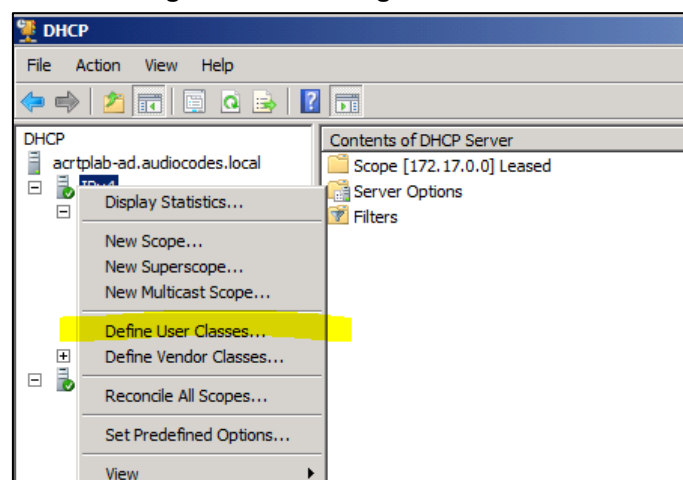 DHCP
File Action View Help
DHCP
acrtplab-ad.audiocodes.local
Contents of DHCP Server
Scope [172.17.0.0] Leased
Server Options
Filters
Display Statistics...
New Scope...
New Superscope...
New Multicast Scope...
Define User Classes...
Define Vendor Classes...
Reconcile All Scopes...
Set Predefined Options...
View